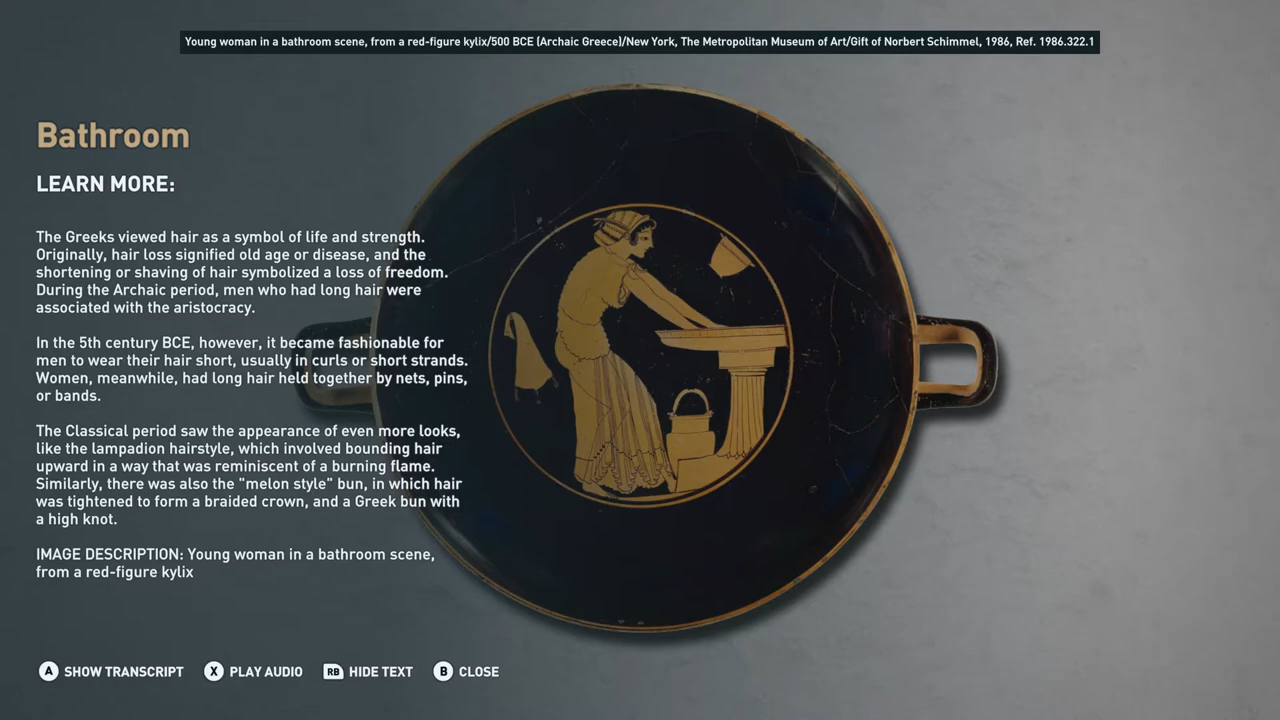 Young woman in a bathroom scene, from a red-figure kylix/500 BCE (Archaic Greece)/New York, The Metropolitan Museum of Art/Gift of Norbert Schimmel, 1986, Ref. 1986.322.1
Bathroom
LEARN MORE:
The Greeks viewed hair as a symbol of life and strength.
Originally, hair loss signified old age or disease, and the
shortening or shaving of hair symbolized a loss of freedom.
During the Archaic period, men who had long hair were
associated with the aristocracy.
In the 5th century BCE, however, it became fashionable for
men to wear their hair short, usually in curls or short strands.
Women, meanwhile, had long hair held together by nets, pins,
or bands.
The Classical period saw the appearance of even more looks,
like the lampadion hairstyle, which involved bounding hair
upward in a way that was reminiscent of a burning flame.
Similarly, there was also the "melon style" bun, in which hair
was tightened to form a braided crown, and a Greek bun with
a high knot.
IMAGE DESCRIPTION: Young woman in a bathroom scene,
from a red-figure kylix
A SHOW TRANSCRIPT X PLAY AUDIO RB HIDE TEXT B CLOSE